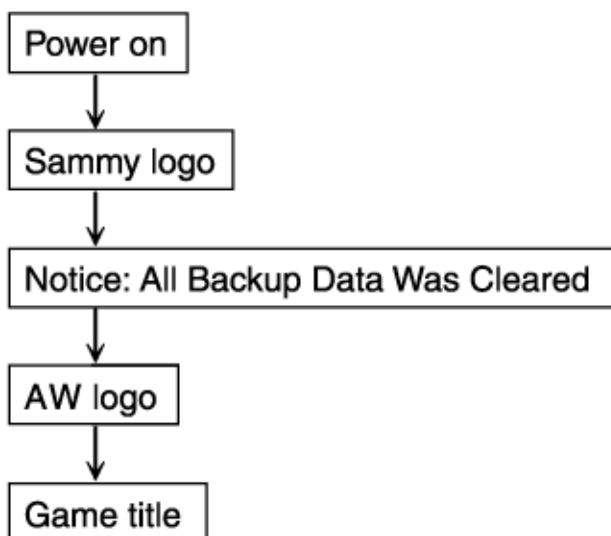 Power on
Sammy logo
Notice: All Backup Data Was Cleared
AW logo
Game title